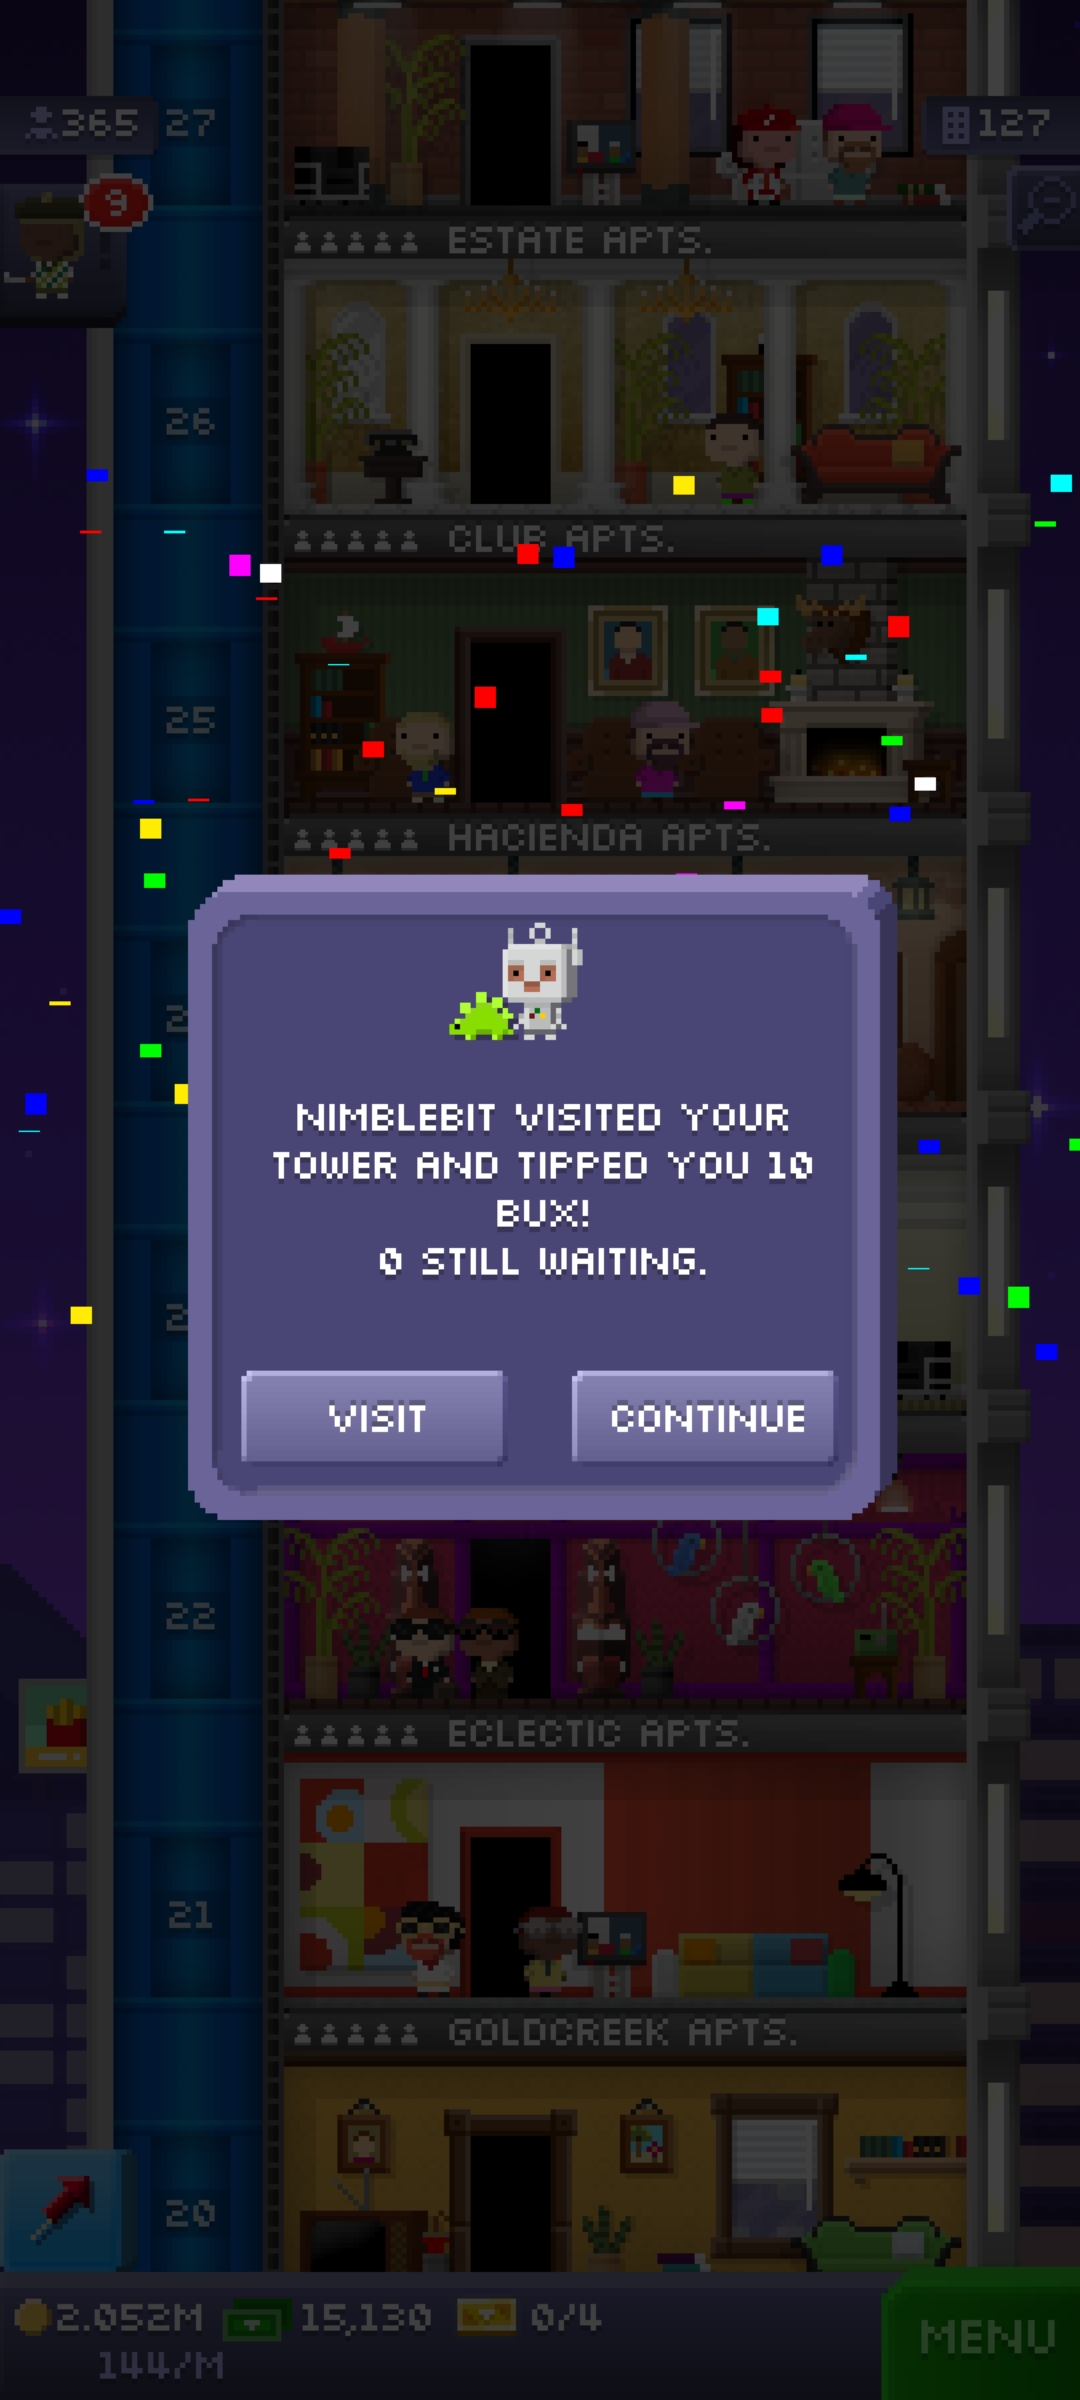 365
27
127
9
ESTATE APTS.
26
CLUB APTS.
25
HACIENDA APTS.
NIMBLEBIT VISITED YOUR
TOWER AND TIPPED YOU 10
BUX!
0 STILL WAITING.
VISIT
CONTINUE
22
ECLECTIC APTS.
21
GOLDCREEK APTS.
20
2.052M
15,130
0/4
144/M
MENU